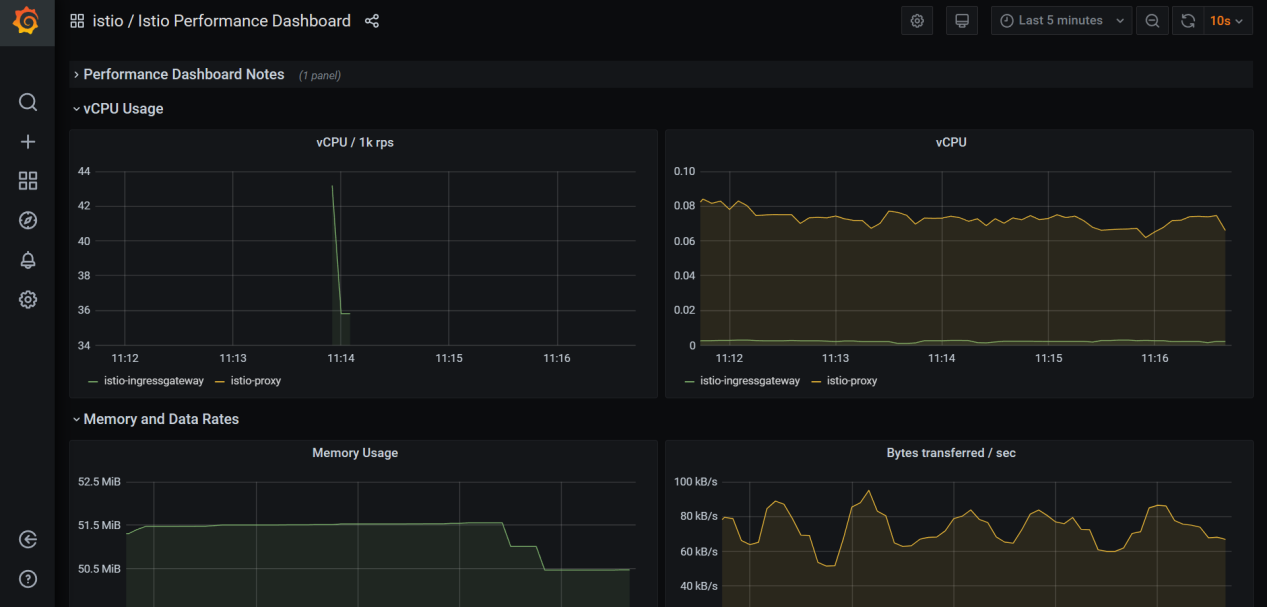 istio / Istio Performance Dashboard
Last 5 minutes
10s
Performance Dashboard Notes (1 panel)
vCPU Usage
vCPU / 1k rps
44
42
40
38
36
34
11:12 11:13 11:14 11:15 11:16
istio-ingressgateway istio-proxy
vCPU
0.10
0.08
0.06
0.04
0.02
0
11:12 11:13 11:14 11:15 11:16
istio-ingressgateway istio-proxy
Memory and Data Rates
Memory Usage
52.5 MiB
51.5 MiB
50.5 MiB
Bytes transferred / sec
100 kB/s
80 kB/s
60 kB/s
40 kB/s